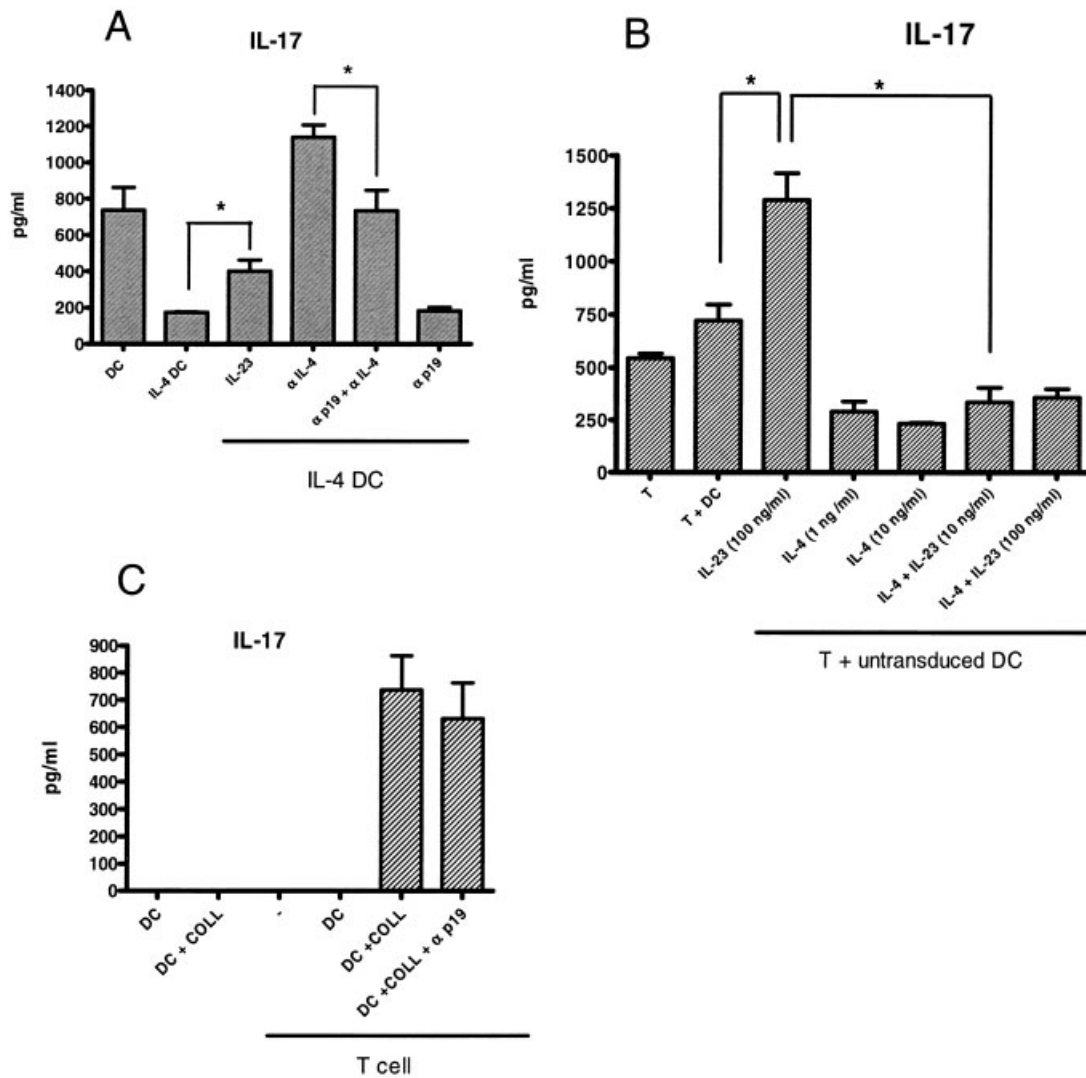 A
IL-17
pg/ml
1400
1200
1000
800
600
400
200
0
*
*
DC
IL-4 DC
IL-23
α IL-4
α p19 + α IL-4
α p19
IL-4 DC
B
IL-17
pg/ml
1500
1250
1000
750
500
250
0
*
*
T
T + DC
IL-23 (100 ng/ml)
IL-4 (1 ng /ml)
IL-4 (10 ng/ml)
IL-4 + IL-23 (10 ng/ml)
IL-4 + IL-23 (100 ng/ml)
T + untransduced DC
C
IL-17
pg/ml
900
800
700
600
500
400
300
200
100
0
DC
DC + COLL
-
DC
DC +COLL
DC +COLL + α p19
T cell